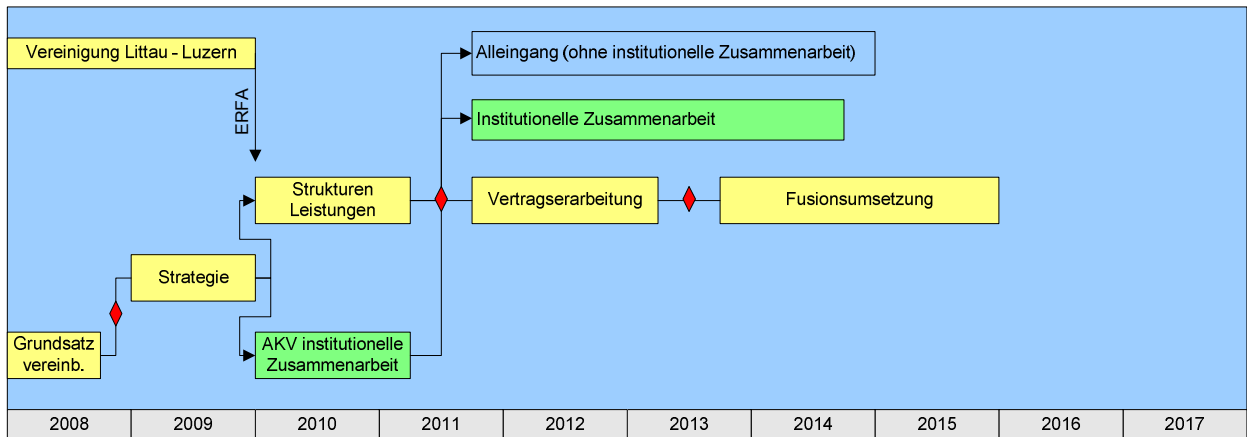 Vereinigung Littau - Luzern
Alleingang (ohne institutionelle Zusammenarbeit)
ERFA
Institutionelle Zusammenarbeit
Strukturen
Leistungen
Vertragserarbeitung
Fusionsumsetzung
Strategie
Grundsatz
vereinb.
AKV institutionelle
Zusammenarbeit
2008 2009 2010 2011 2012 2013 2014 2015 2016 2017